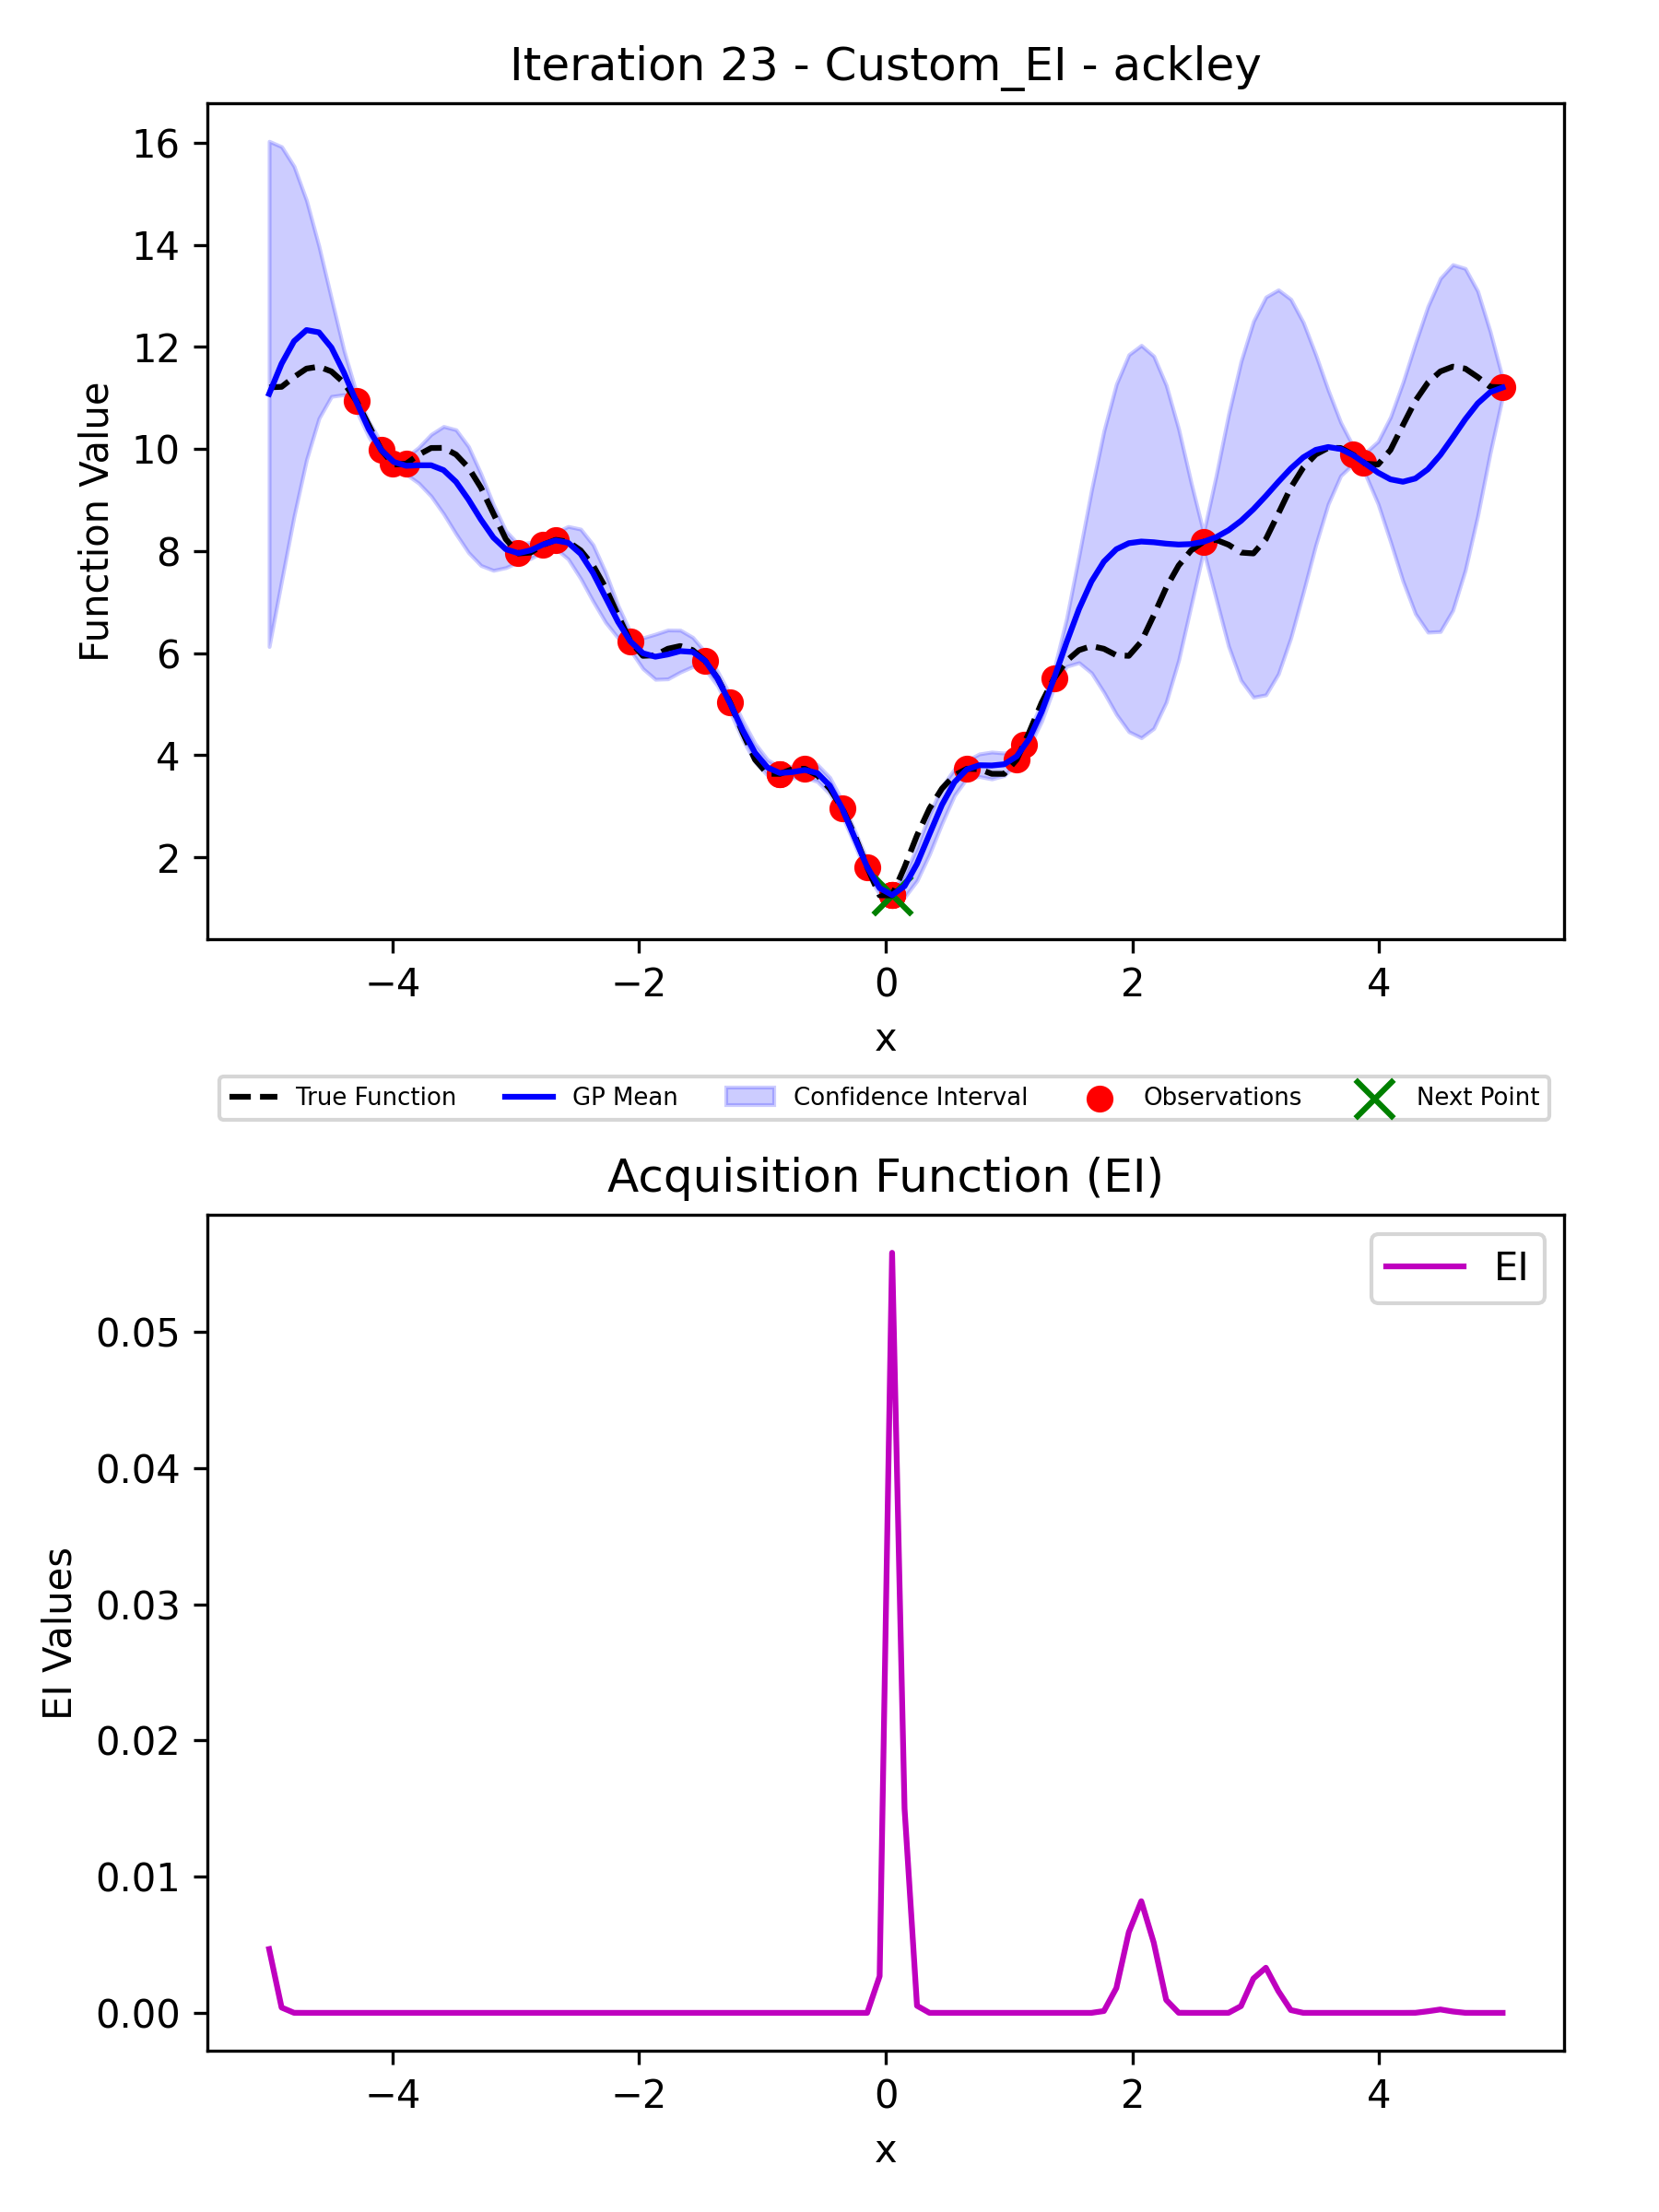 Iteration 23 - Custom_EI - ackley
Function Value
16
14
12
10
8
6
4
2
−4 −2 0 2 4
x
True Function GP Mean Confidence Interval Observations Next Point
Acquisition Function (EI)
EI Values
EI
0.05
0.04
0.03
0.02
0.01
0.00
−4 −2 0 2 4
x